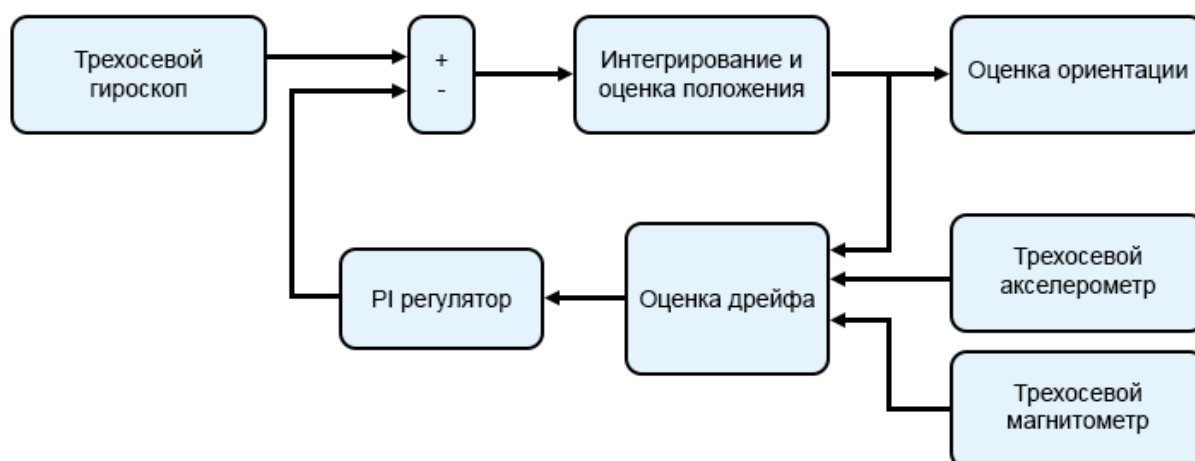 Трехосевой
гироскоп
+
-
Интегрирование и
оценка положения
Оценка ориентации
PI регулятор
Оценка дрейфа
Трехосевой
акселерометр
Трехосевой
магнитометр